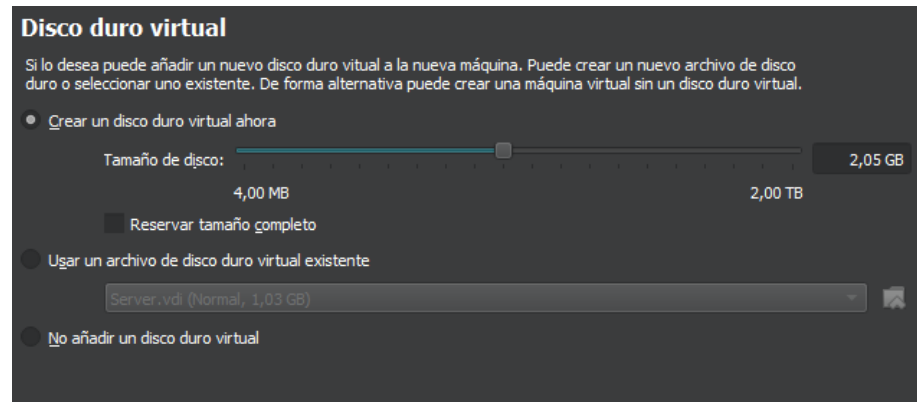 Disco duro virtual
Si lo desea puede añadir un nuevo disco duro vitual a la nueva máquina. Puede crear un nuevo archivo de disco
duro o seleccionar uno existente. De forma alternativa puede crear una máquina virtual sin un disco duro virtual.
Crear un disco duro virtual ahora
Tamaño de disco: 2,05 GB
4,00 MB 2,00 TB
Reservar tamaño completo
Usar un archivo de disco duro virtual existente
Server.vdi (Normal, 1,03 GB)
No añadir un disco duro virtual